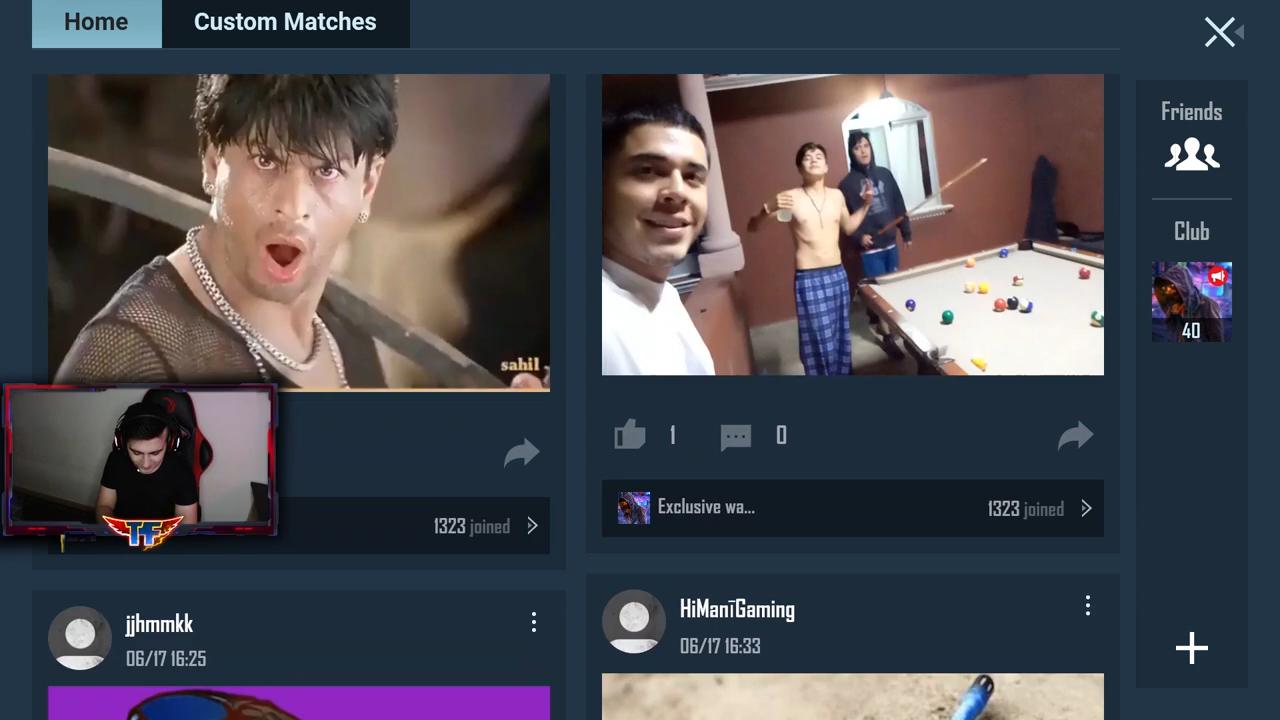 Home
Custom Matches
Friends
Club
40
sahil
1
0
Exclusive wa...
1323 joined
1323 joined
TF
jjhmmkk
06/17 16:25
HiManīGaming
06/17 16:33